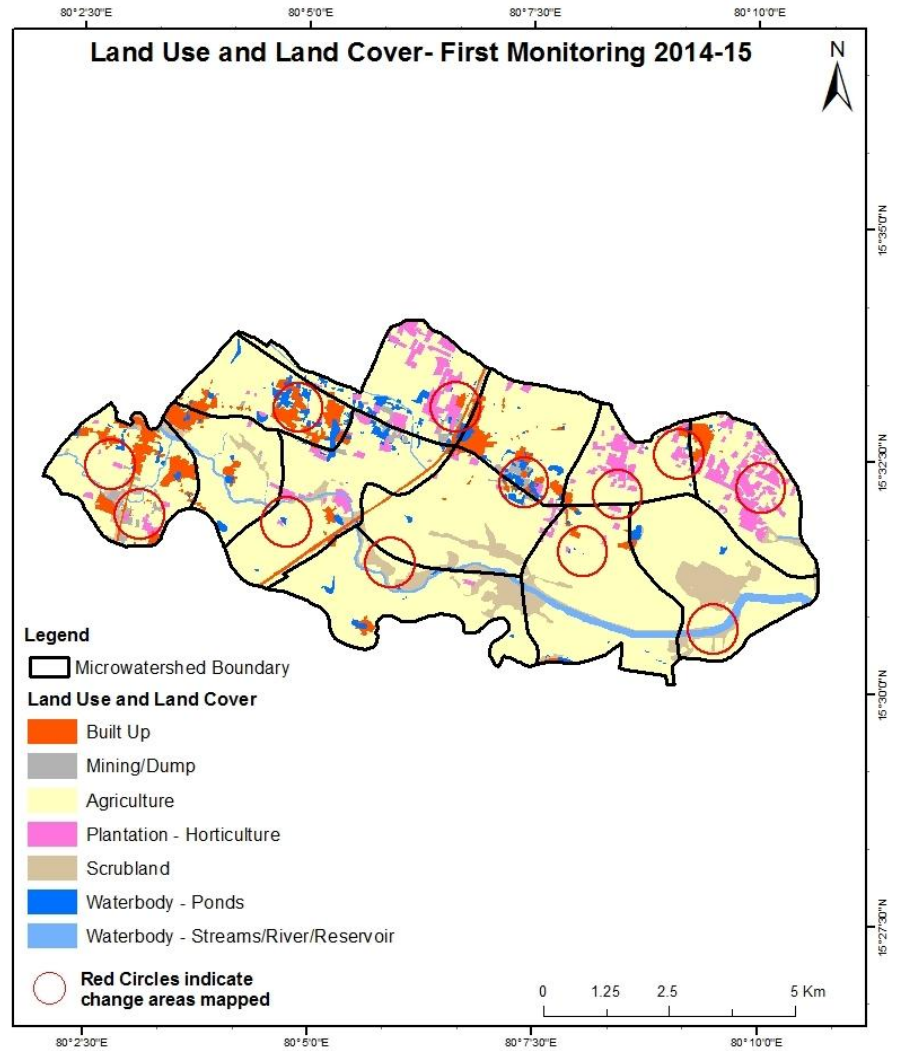 80°2'30"E 80°5'0"E 80°7'30"E 80°10'0"E
Land Use and Land Cover- First Monitoring 2014-15
N
15°35'0"N
15°32'30"N
15°30'0"N
15°27'30"N
Legend
Microwatershed Boundary
Land Use and Land Cover
Built Up
Mining/Dump
Agriculture
Plantation - Horticulture
Scrubland
Waterbody - Ponds
Waterbody - Streams/River/Reservoir
Red Circles indicate
change areas mapped
0 1.25 2.5 5 Km
80°2'30"E 80°5'0"E 80°7'30"E 80°10'0"E